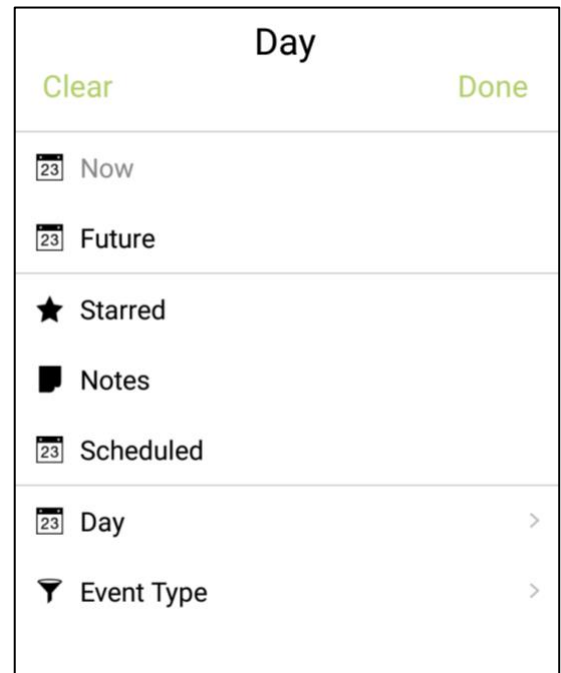 Day
Clear Done
23 Now
23 Future
Starred
Notes
23 Scheduled
23 Day
Event Type